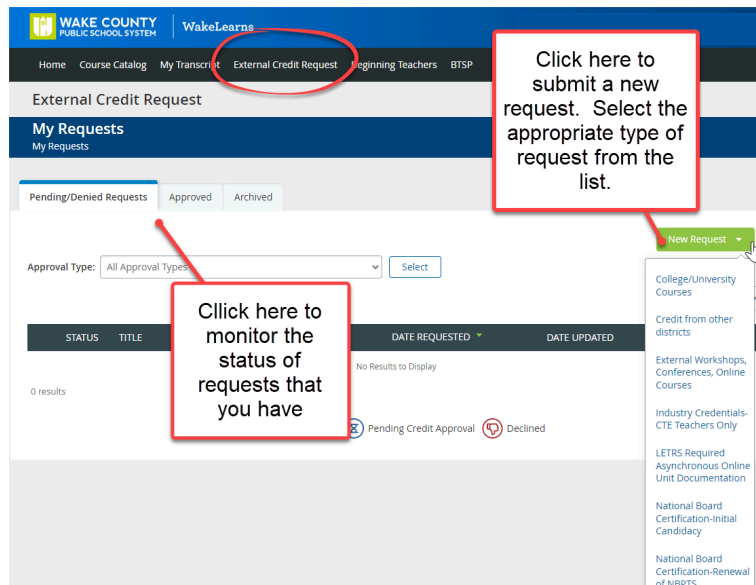 WAKE COUNTY
PUBLIC SCHOOL SYSTEM
WakeLearns
Home Course Catalog My Transcript External Credit Request Beginning Teachers BTSP
External Credit Request
My Requests
My Requests
Click here to
submit a new
request. Select the
appropriate type of
request from the
list.
Pending/Denied Requests Approved Archived
New Request
Approval Type: All Approval Types Select
Cllick here to
monitor the
status of
requests that
you have
STATUS TITLE DATE REQUESTED DATE UPDATED
No Results to Display
0 results
Pending Credit Approval Declined
College/University
Courses
Credit from other
districts
External Workshops,
Conferences, Online
Courses
Industry Credentials-
CTE Teachers Only
LETRS Required
Asynchronous Online
Unit Documentation
National Board
Certification-Initial
Candidacy
National Board
Certification-Renewal
of NBPTS